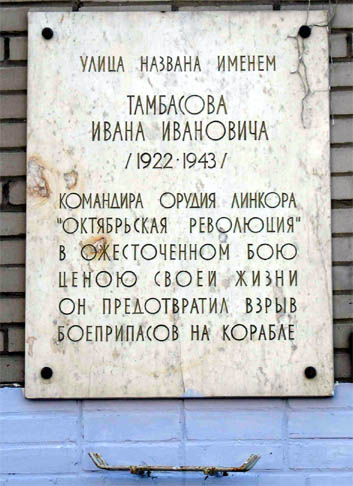 УЛИЦА НАЗВАНА ИМЕНЕМ
ТАМБАСОВА
ИВАНА ИВАНОВИЧА
/1922·1943/
КОМАНДИРА ОРУДИЯ ЛИНКОРА
"ОКТЯБРЬСКАЯ РЕВОЛЮЦИЯ"
В ОЖЕСТОЧЕННОМ БОЮ
ЦЕНОЮ СВОЕЙ ЖИЗНИ
ОН ПРЕДОТВРАТИЛ ВЗРЫВ
БОЕПРИПАСОВ НА КОРАБЛЕ